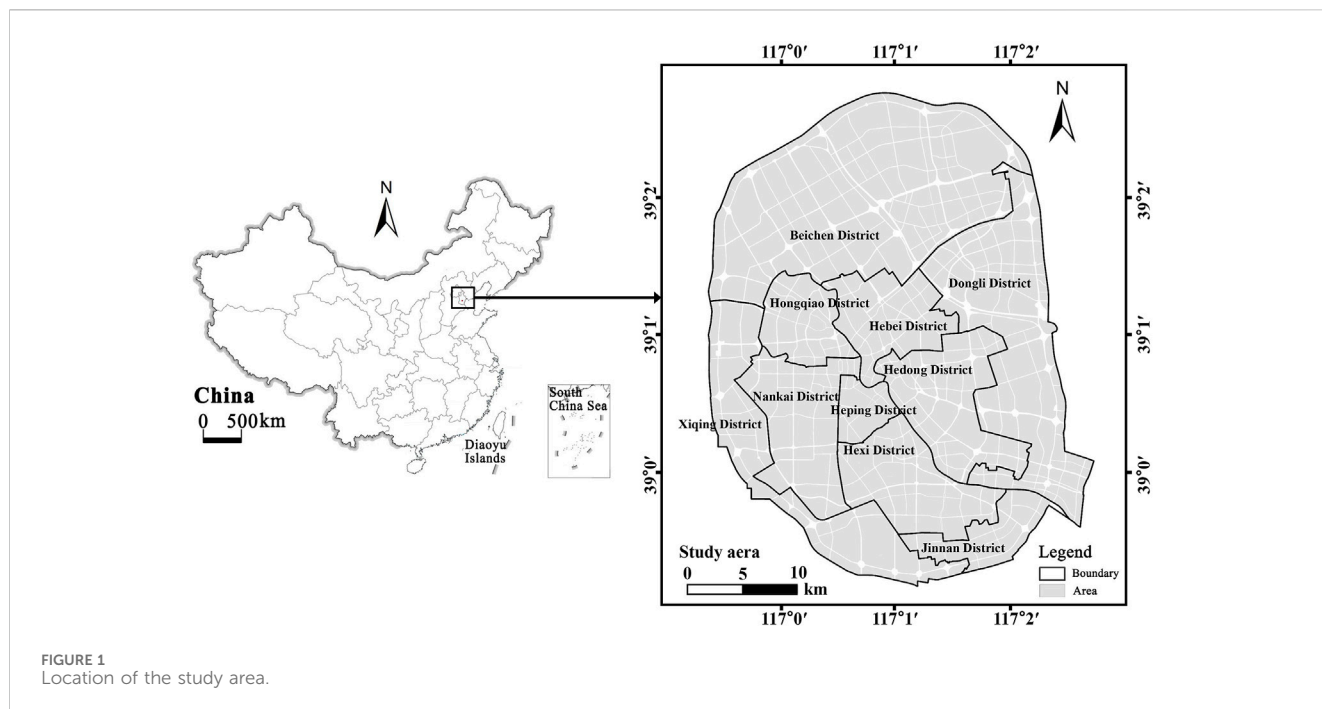 N
China
0 500km
Diaoyu
Islands
South
China Sea
117°0′ 117°1′ 117°2′
N
39°2′ 39°2′
39°1′ 39°1′
39°0′ 39°0′
Beichen District
Dongli District
Hongqiao District
Hebei District
Hedong District
Nankai District
Heping District
Xiqing District
Hexi District
Jinnan District
Study aera
0 5 10
km
Legend
Boundary
Area
117°0′ 117°1′ 117°2′
FIGURE 1
Location of the study area.